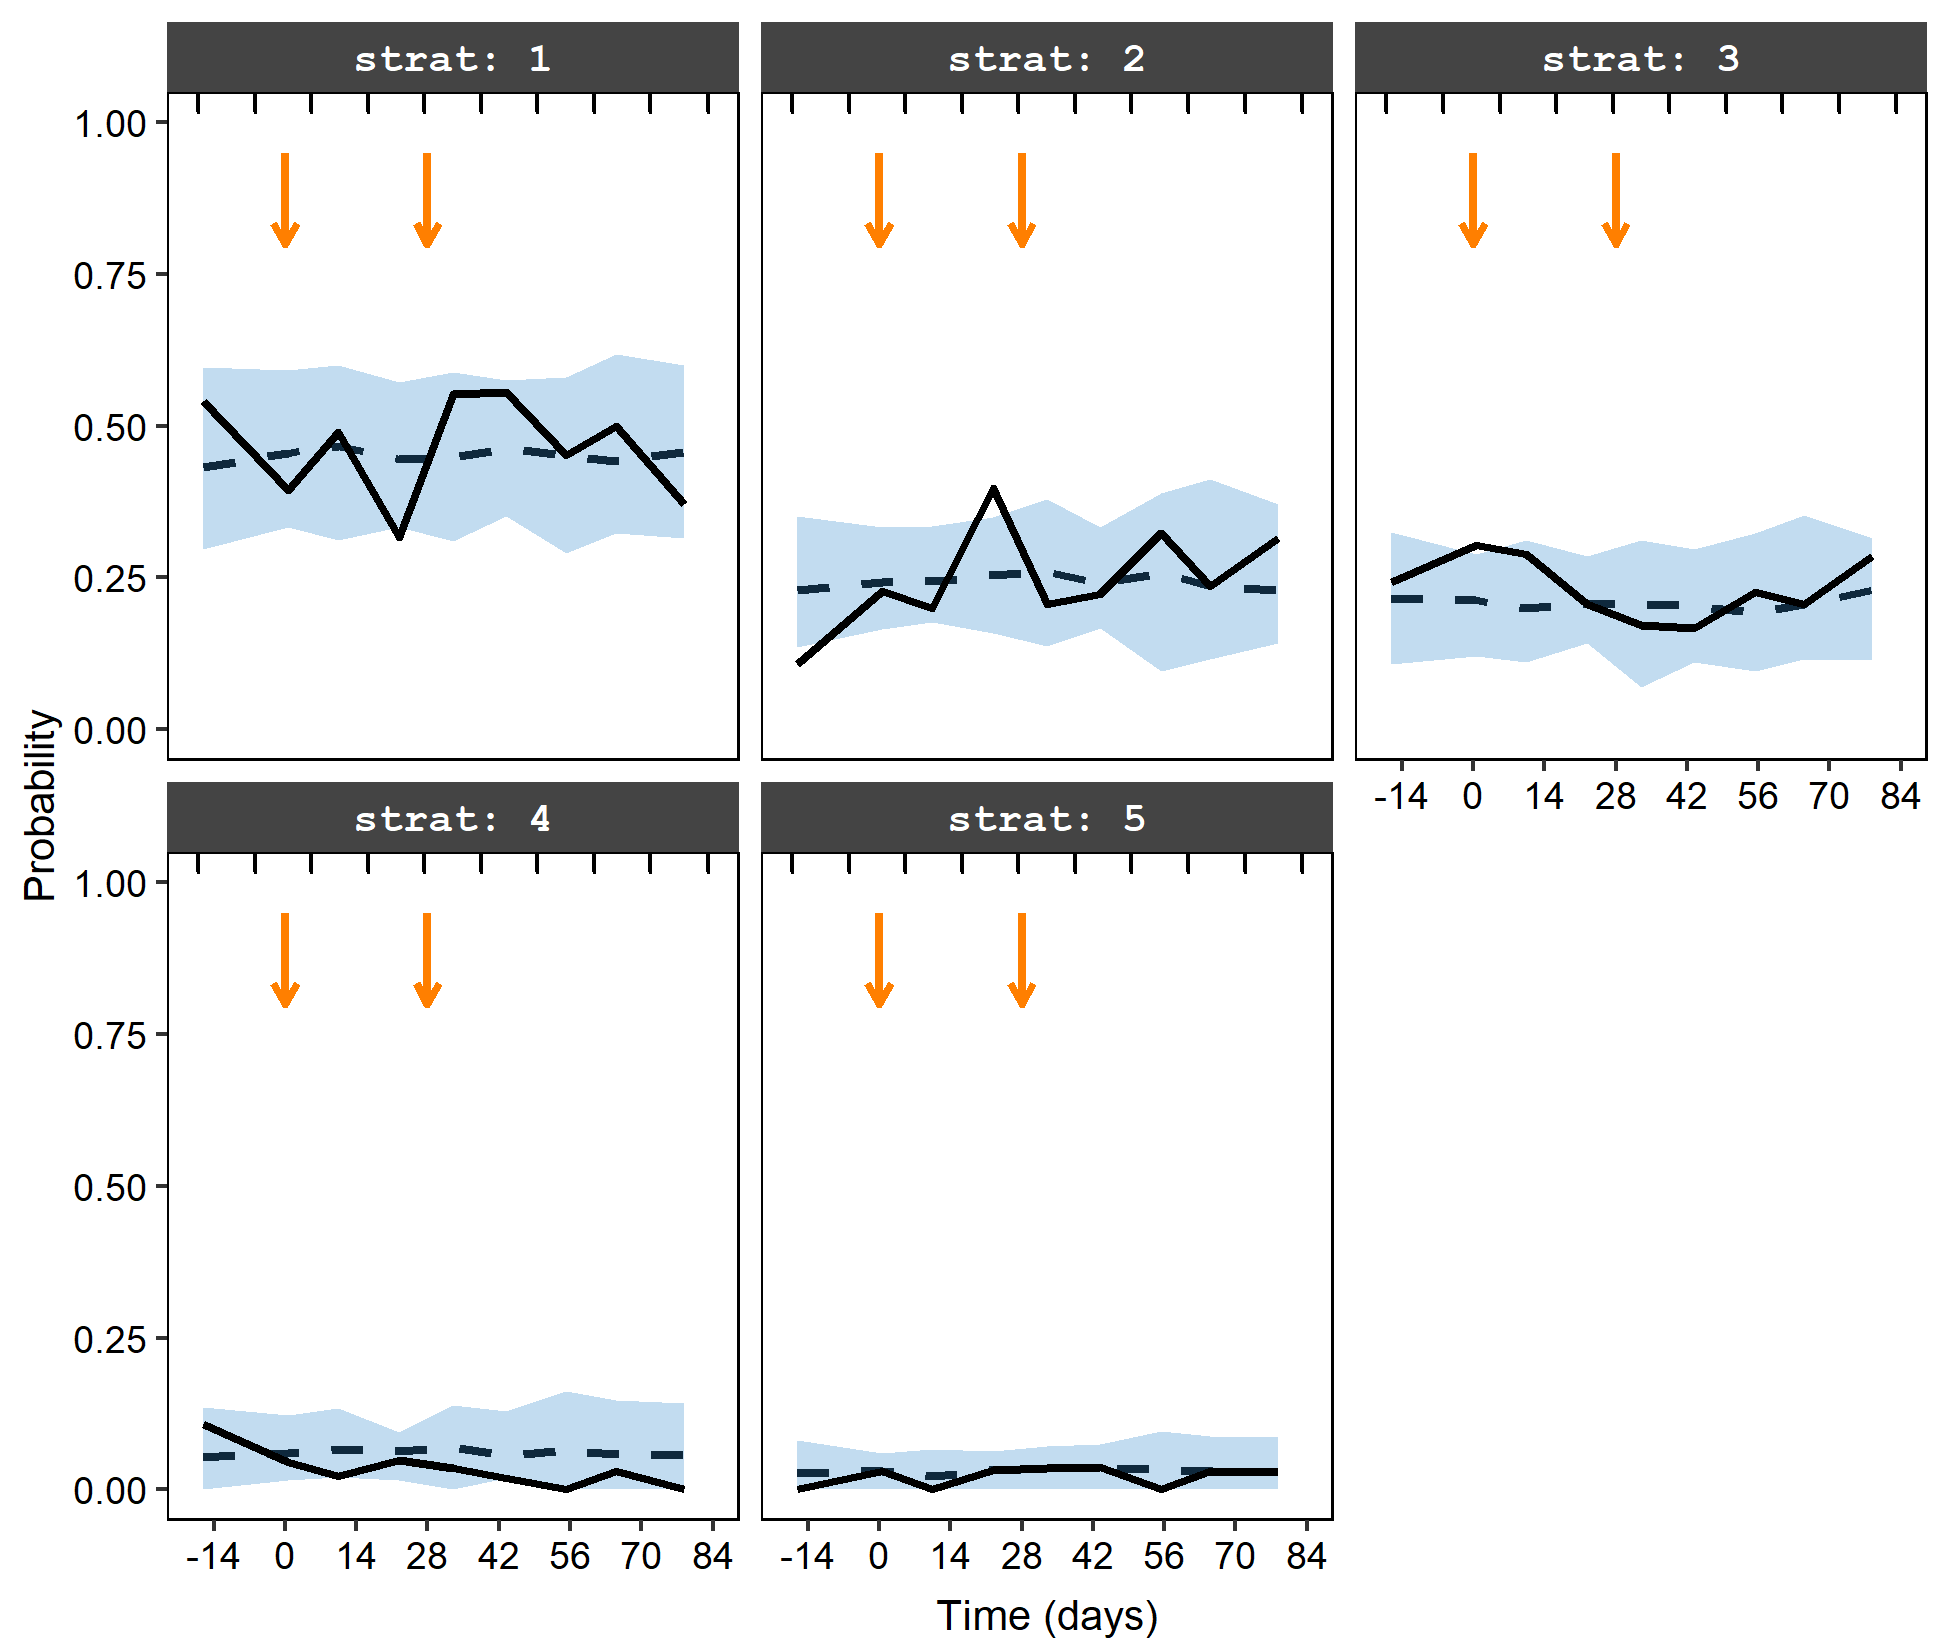 strat: 1
strat: 2
strat: 3
1.00
0.75
0.50
0.25
0.00
-14 0 14 28 42 56 70 84
Probability
strat: 4
strat: 5
1.00
0.75
0.50
0.25
0.00
-14 0 14 28 42 56 70 84
-14 0 14 28 42 56 70 84
Time (days)